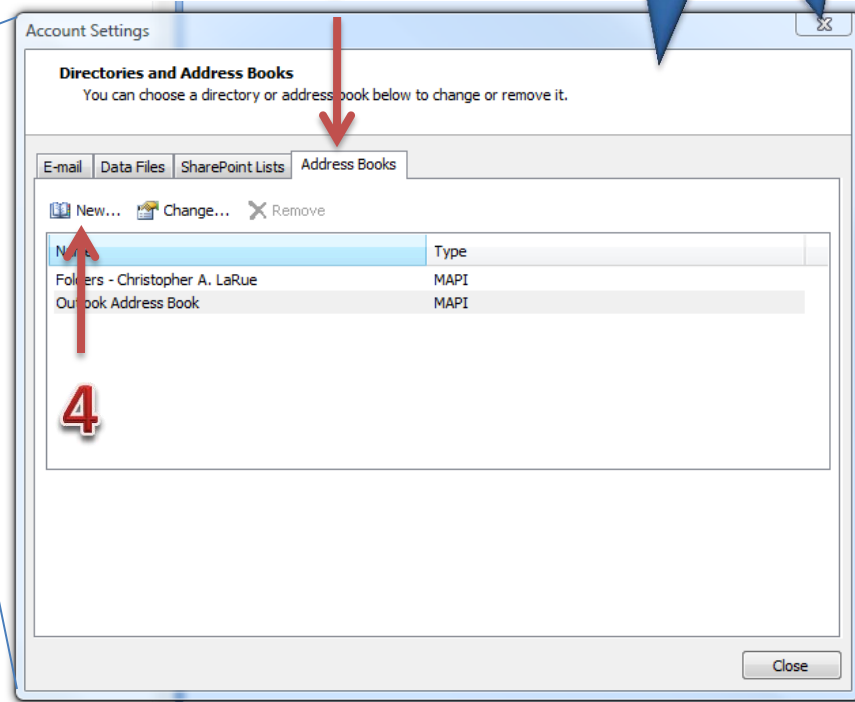 Account Settings
Directories and Address Books
You can choose a directory or address book below to change or remove it.
E-mail Data Files SharePoint Lists Address Books
New... Change... Remove
Name Type
Folders - Christopher A. LaRue MAPI
Outlook Address Book MAPI
4
Close